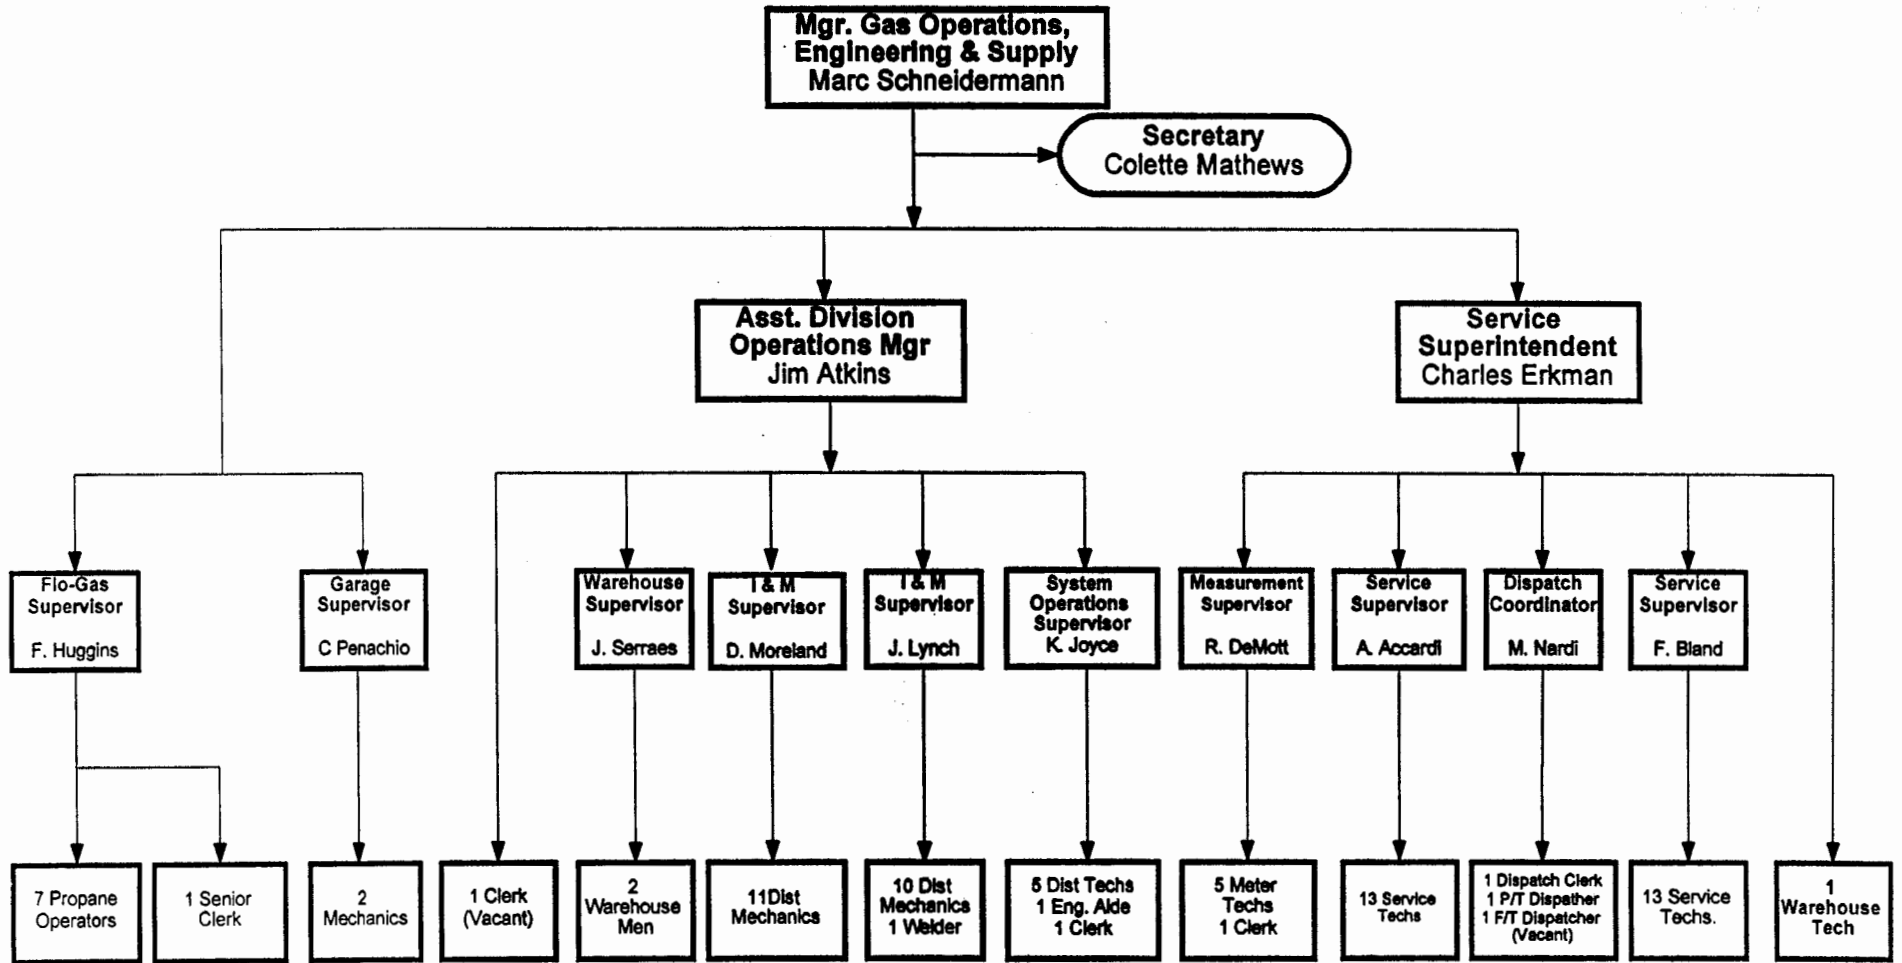 Mgr. Gas Operations,
Engineering & Supply
Marc Schneidermann
Secretary
Colette Mathews
Asst. Division
Operations Mgr
Jim Atkins
Service
Superintendent
Charles Erkman
Flo-Gas
Supervisor
F. Huggins
Garage
Supervisor
C Penachio
Warehouse
Supervisor
J. Serraes
I & M
Supervisor
D. Moreland
I & M
Supervisor
J. Lynch
System
Operations
Supervisor
K. Joyce
Measurement
Supervisor
R. DeMott
Service
Supervisor
A. Accardi
Dispatch
Coordinator
M. Nardi
Service
Supervisor
F. Bland
7 Propane
Operators
1 Senior
Clerk
2
Mechanics
1 Clerk
(Vacant)
2
Warehouse
Men
11Dist
Mechanics
10 Dist
Mechanics
1 Welder
5 Dist Techs
1 Eng. Aide
1 Clerk
5 Meter
Techs
1 Clerk
13 Service
Techs
1 Dispatch Clerk
1 P/T Dispather
1 F/T Dispatcher
(Vacant)
13 Service
Techs.
1
Warehouse
Tech